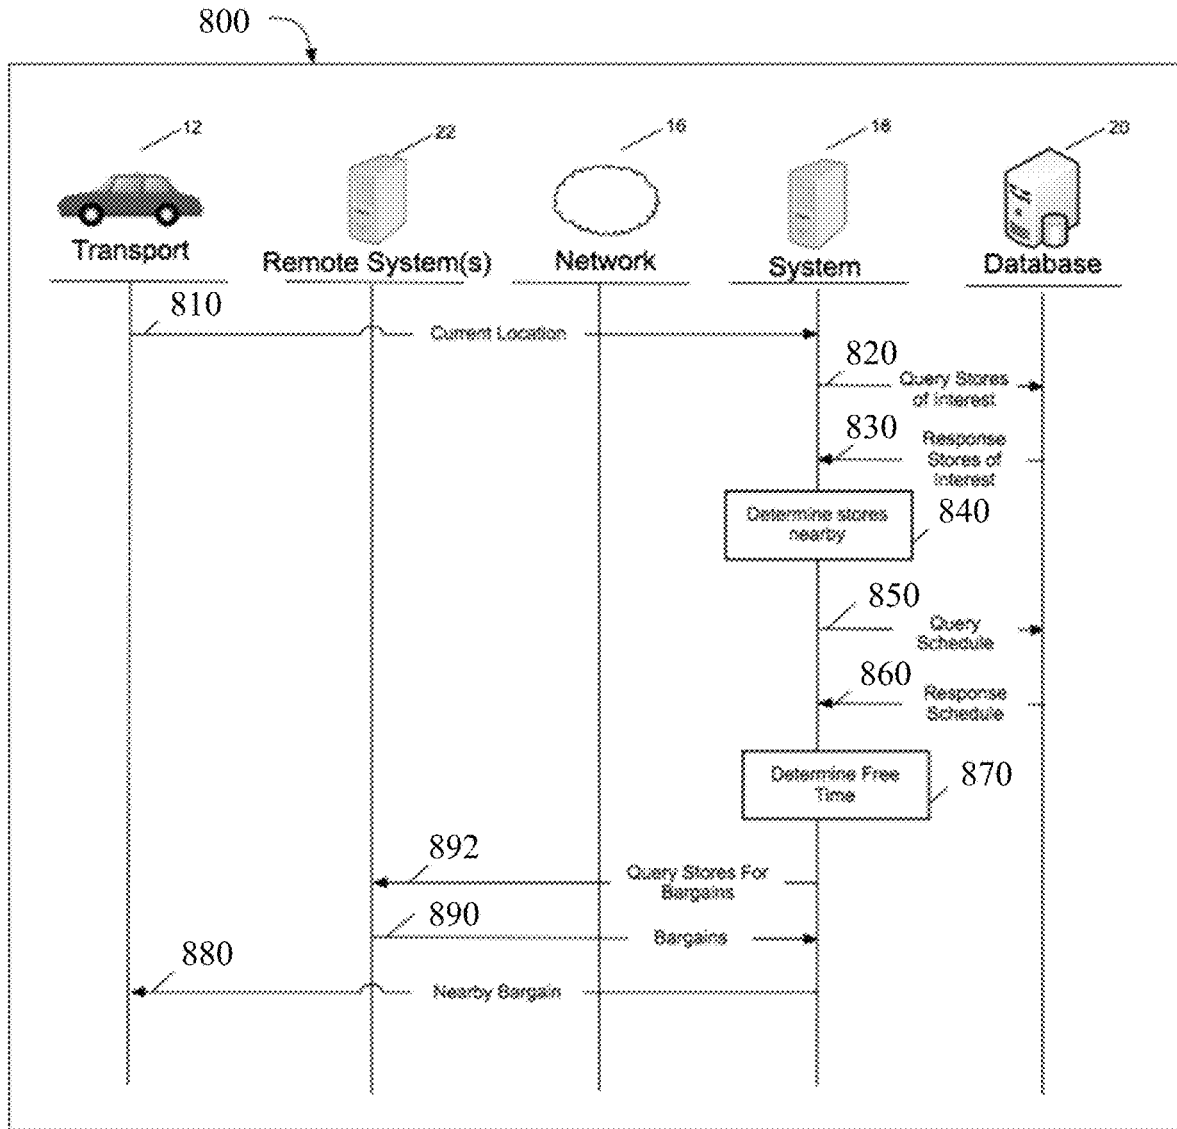 800
12
22
16
16
20
Transport
Remote System(s)
Network
System
Database
810
Current Location
820
Query Stores
of Interest
830
Response
Stores of
Interest
Determine stores
nearby
840
850
Query
Schedule
860
Response
Schedule
Determine Free
Time
870
892
Query Stores For
Bargains
890
Bargains
880
Nearby Bargain